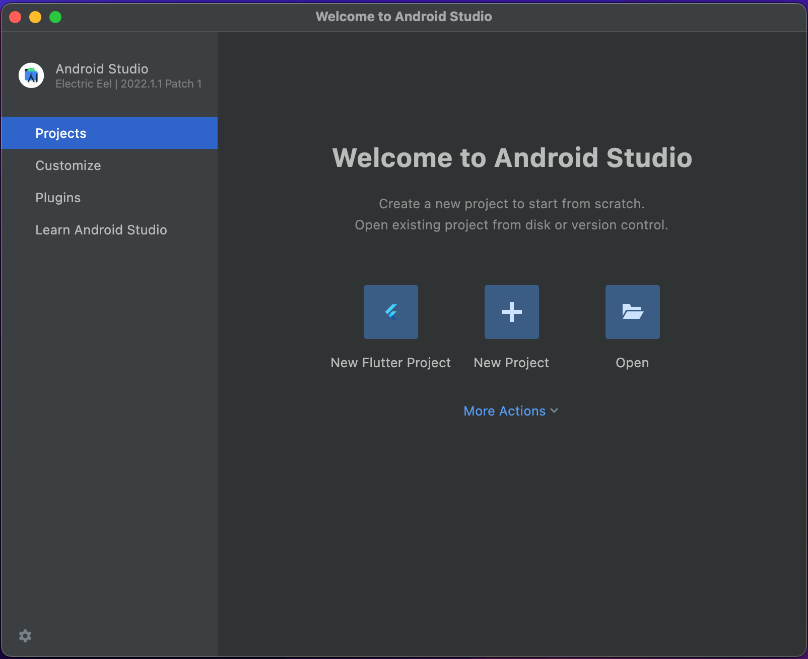 Welcome to Android Studio
Android Studio
Electric Eel | 2022.1.1 Patch 1
Projects
Customize
Plugins
Learn Android Studio
Welcome to Android Studio
Create a new project to start from scratch.
Open existing project from disk or version control.
New Flutter Project
New Project
Open
More Actions